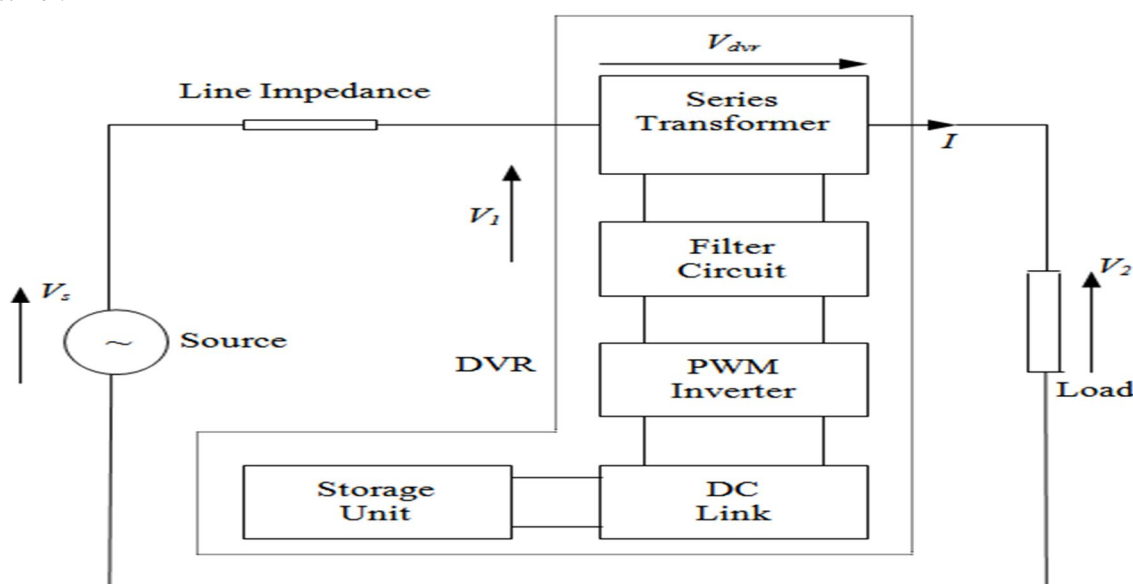 V_dvr
Line Impedance
Series
Transformer
I
V_1
Filter
Circuit
V_2
V_s
~
Source
DVR
PWM
Inverter
Load
Storage
Unit
DC
Link